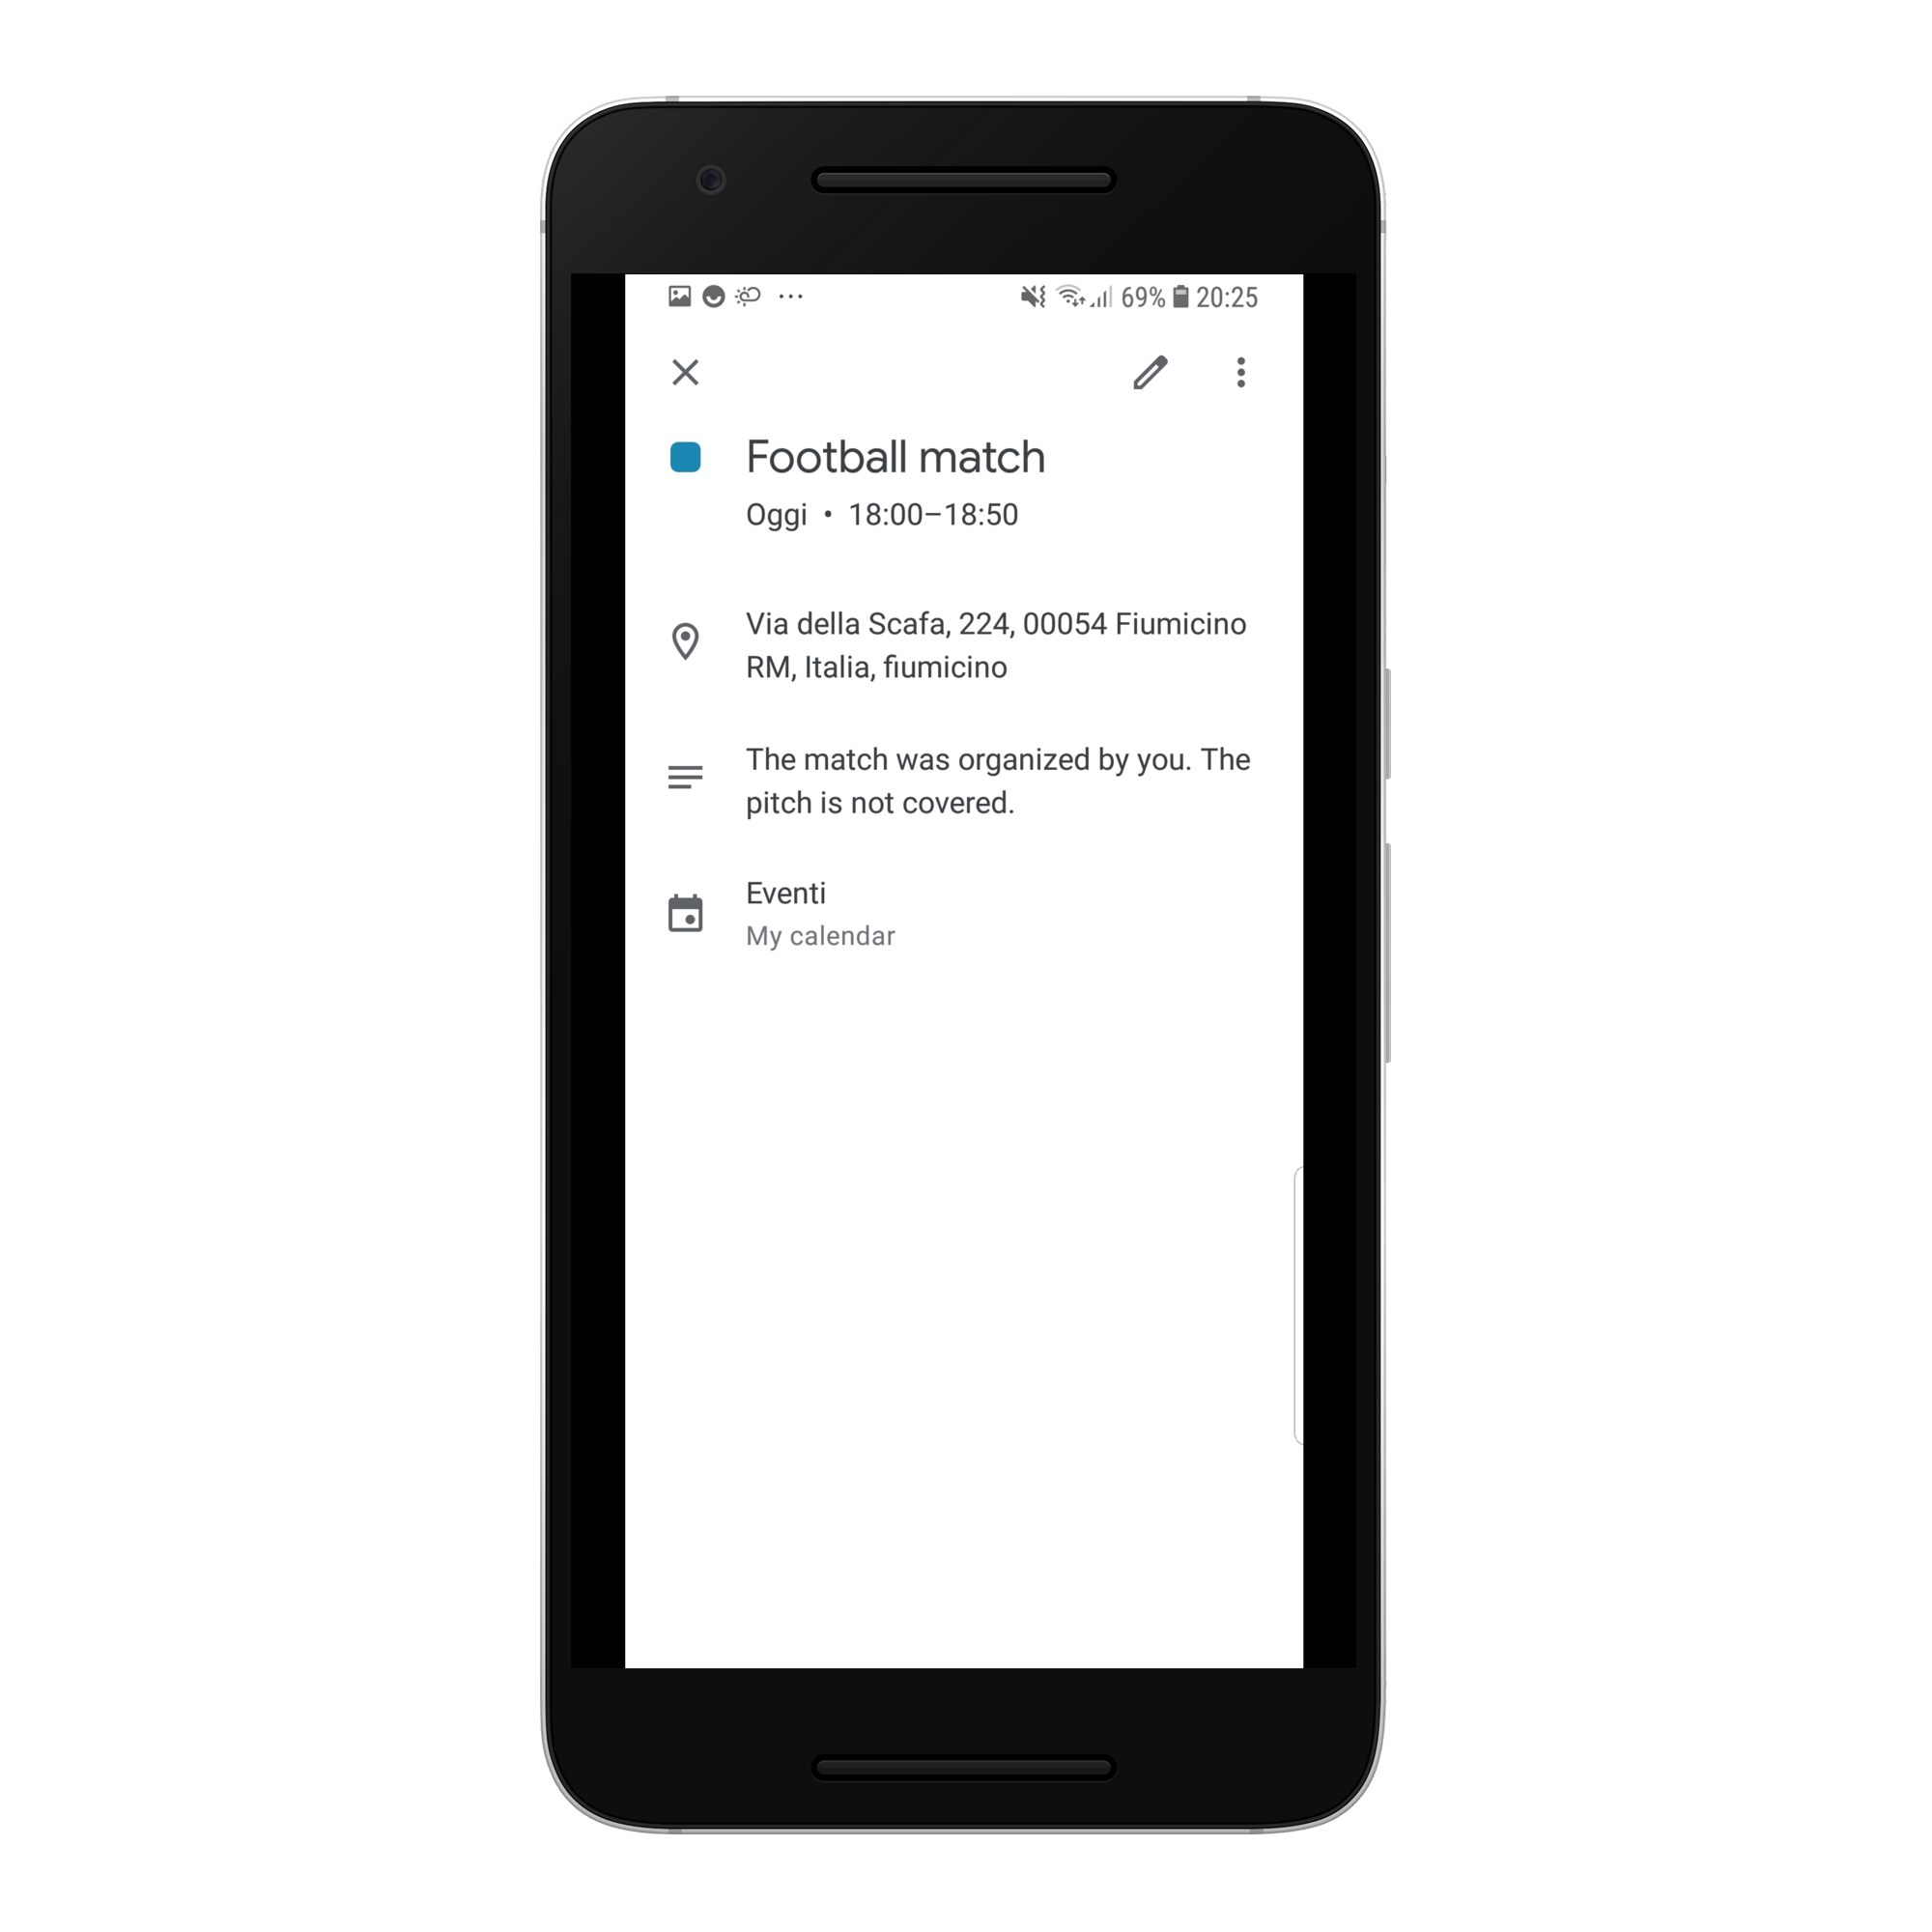 69% 20:25
Football match
Oggi • 18:00–18:50
Via della Scafa, 224, 00054 Fiumicino
RM, Italia, fiumicino
The match was organized by you. The
pitch is not covered.
Eventi
My calendar